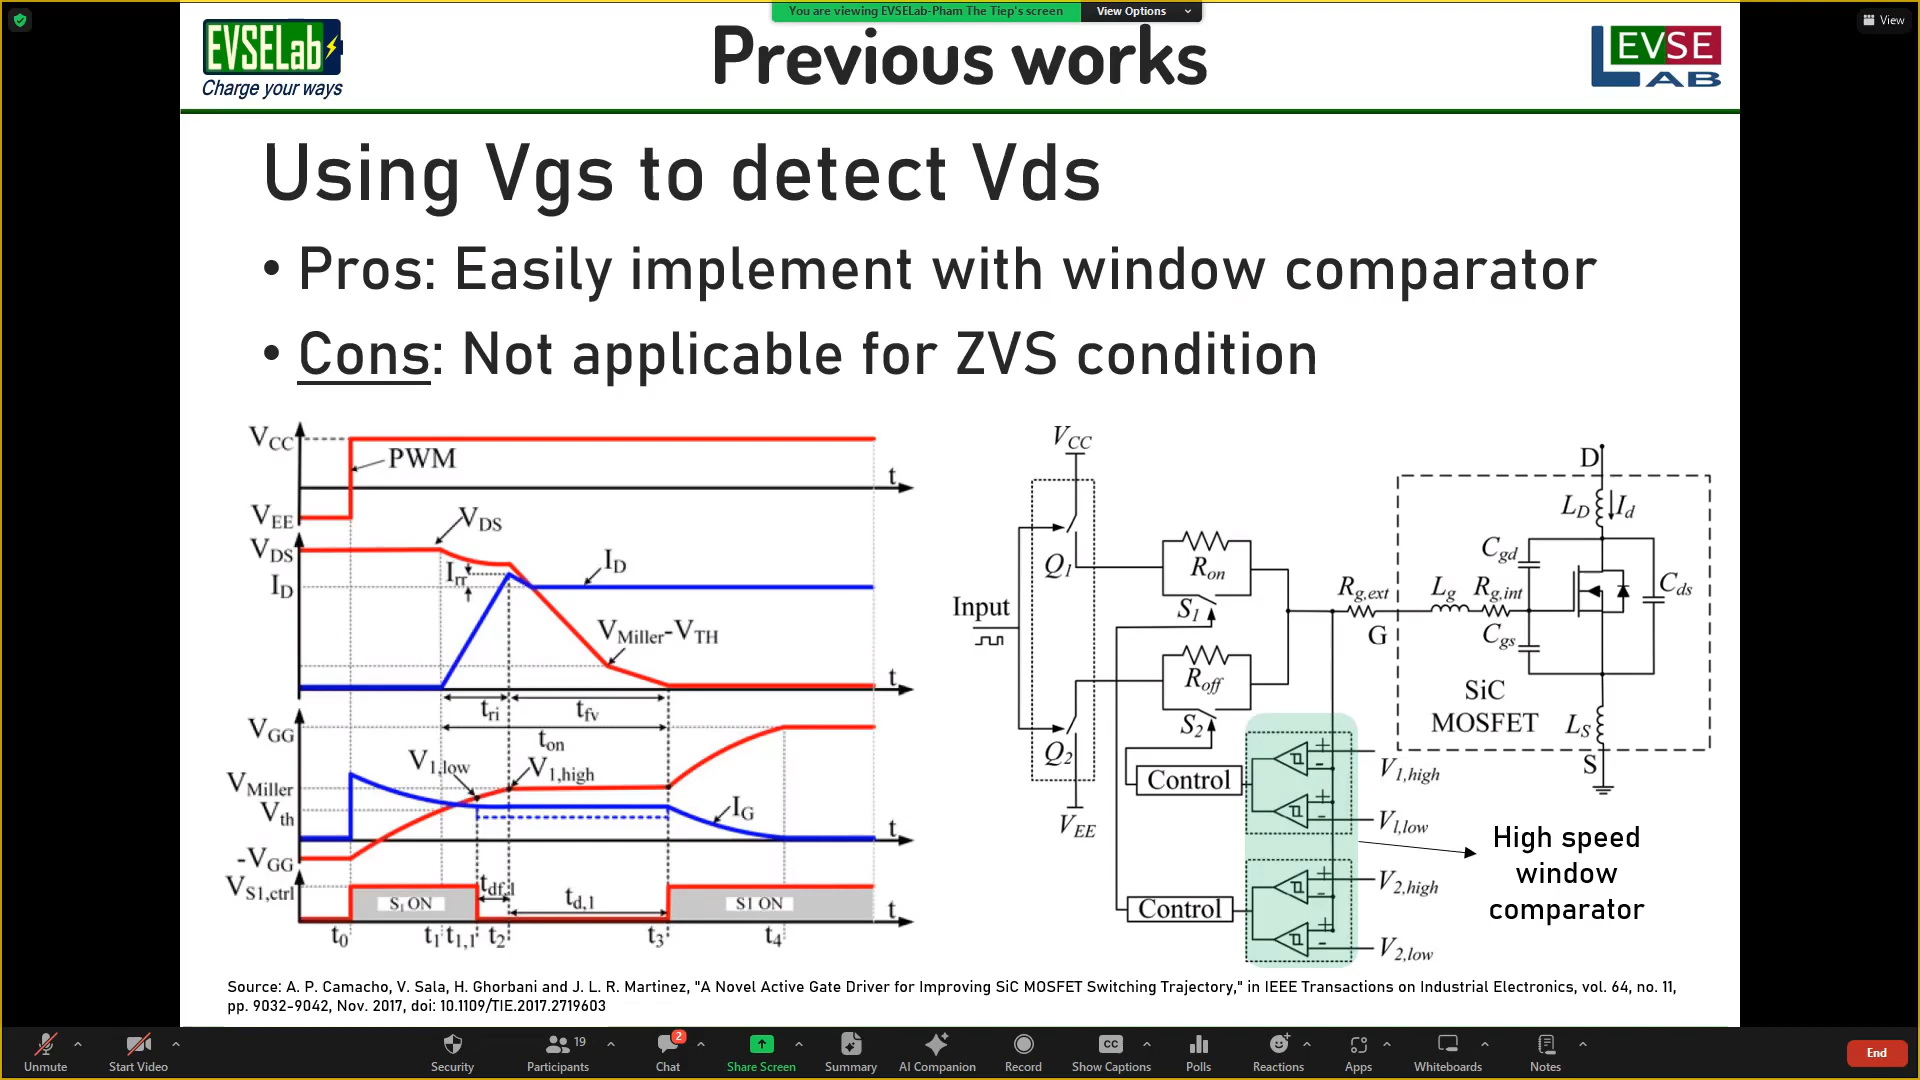 You are viewing EVSELab-Pham The Tiep's screen
View Options
View
EVSELab
Charge your ways
Previous works
EVSE
LAB
Using Vgs to detect Vds
• Pros: Easily implement with window comparator
• Cons: Not applicable for ZVS condition
VCC
PWM
t
VEE
VDS
VDS
ID
Irr
ID
VMiller-VTH
t
tri
tfv
ton
VGG
V1,low
V1,high
VMiller
Vth
IG
t
-VGG
VS1,ctrl
tdf,1
td,1
S1 ON
S1 ON
t
t0
t1
t1,1
t2
t3
t4
VCC
Q1
Input
Q2
VEE
Ron
S1
Roff
S2
Control
Control
Rg,ext
G
Lg
Rg,int
D
LD
Id
Cgd
Cds
Cgs
SiC
MOSFET
LS
S
V1,high
V1,low
V2,high
V2,low
High speed
window
comparator
Source: A. P. Camacho, V. Sala, H. Ghorbani and J. L. R. Martinez, "A Novel Active Gate Driver for Improving SiC MOSFET Switching Trajectory," in IEEE Transactions on Industrial Electronics, vol. 64, no. 11,
pp. 9032-9042, Nov. 2017, doi: 10.1109/TIE.2017.2719603
Unmute
Start Video
Security
19
Participants
2
Chat
Share Screen
Summary
AI Companion
Record
CC
Show Captions
Polls
Reactions
Apps
Whiteboards
Notes
End